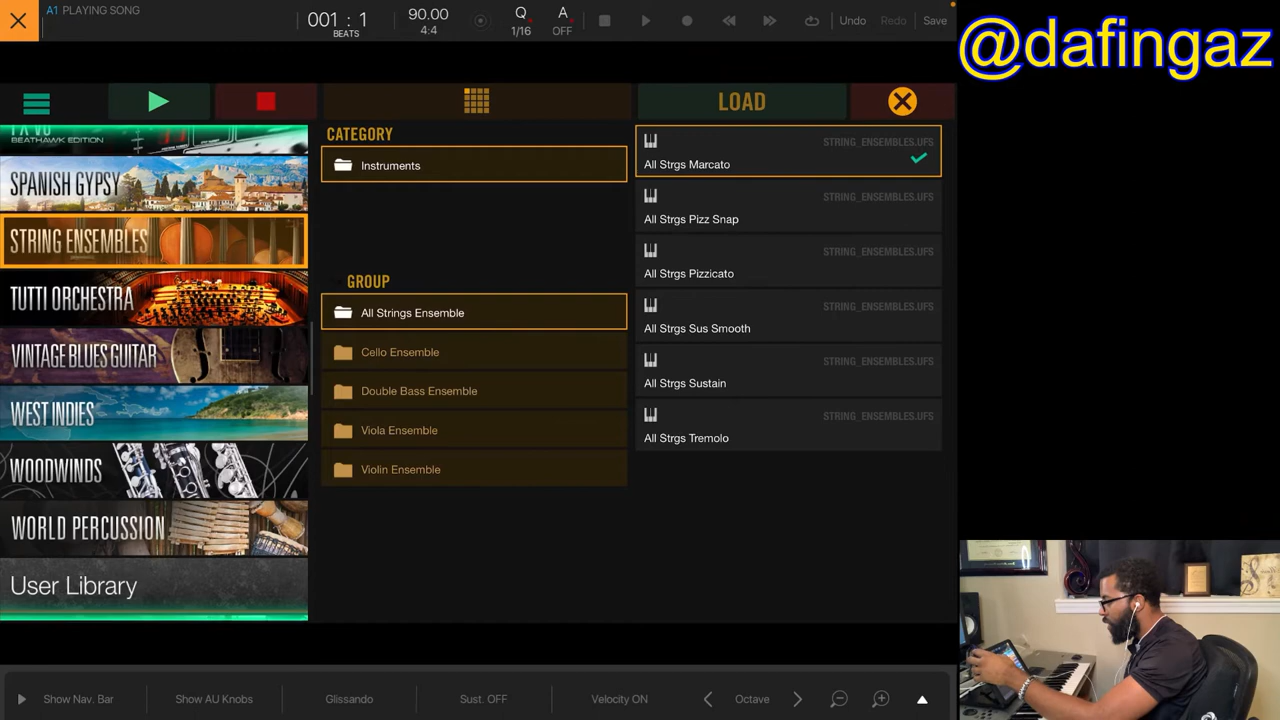 A1 PLAYING SONG
001 : 1
BEATS
90.00
4:4
Q
1/16
A
OFF
Undo
Redo
Save
@dafingaz
LOAD
BEATHAWK EDITION
SPANISH GYPSY
STRING ENSEMBLES
TUTTI ORCHESTRA
VINTAGE BLUES GUITAR
WEST INDIES
WOODWINDS
WORLD PERCUSSION
User Library
CATEGORY
Instruments
GROUP
All Strings Ensemble
Cello Ensemble
Double Bass Ensemble
Viola Ensemble
Violin Ensemble
STRING_ENSEMBLES.UFS
All Strgs Marcato
STRING_ENSEMBLES.UFS
All Strgs Pizz Snap
STRING_ENSEMBLES.UFS
All Strgs Pizzicato
STRING_ENSEMBLES.UFS
All Strgs Sus Smooth
STRING_ENSEMBLES.UFS
All Strgs Sustain
STRING_ENSEMBLES.UFS
All Strgs Tremolo
Show Nav. Bar
Show AU Knobs
Glissando
Sust. OFF
Velocity ON
Octave